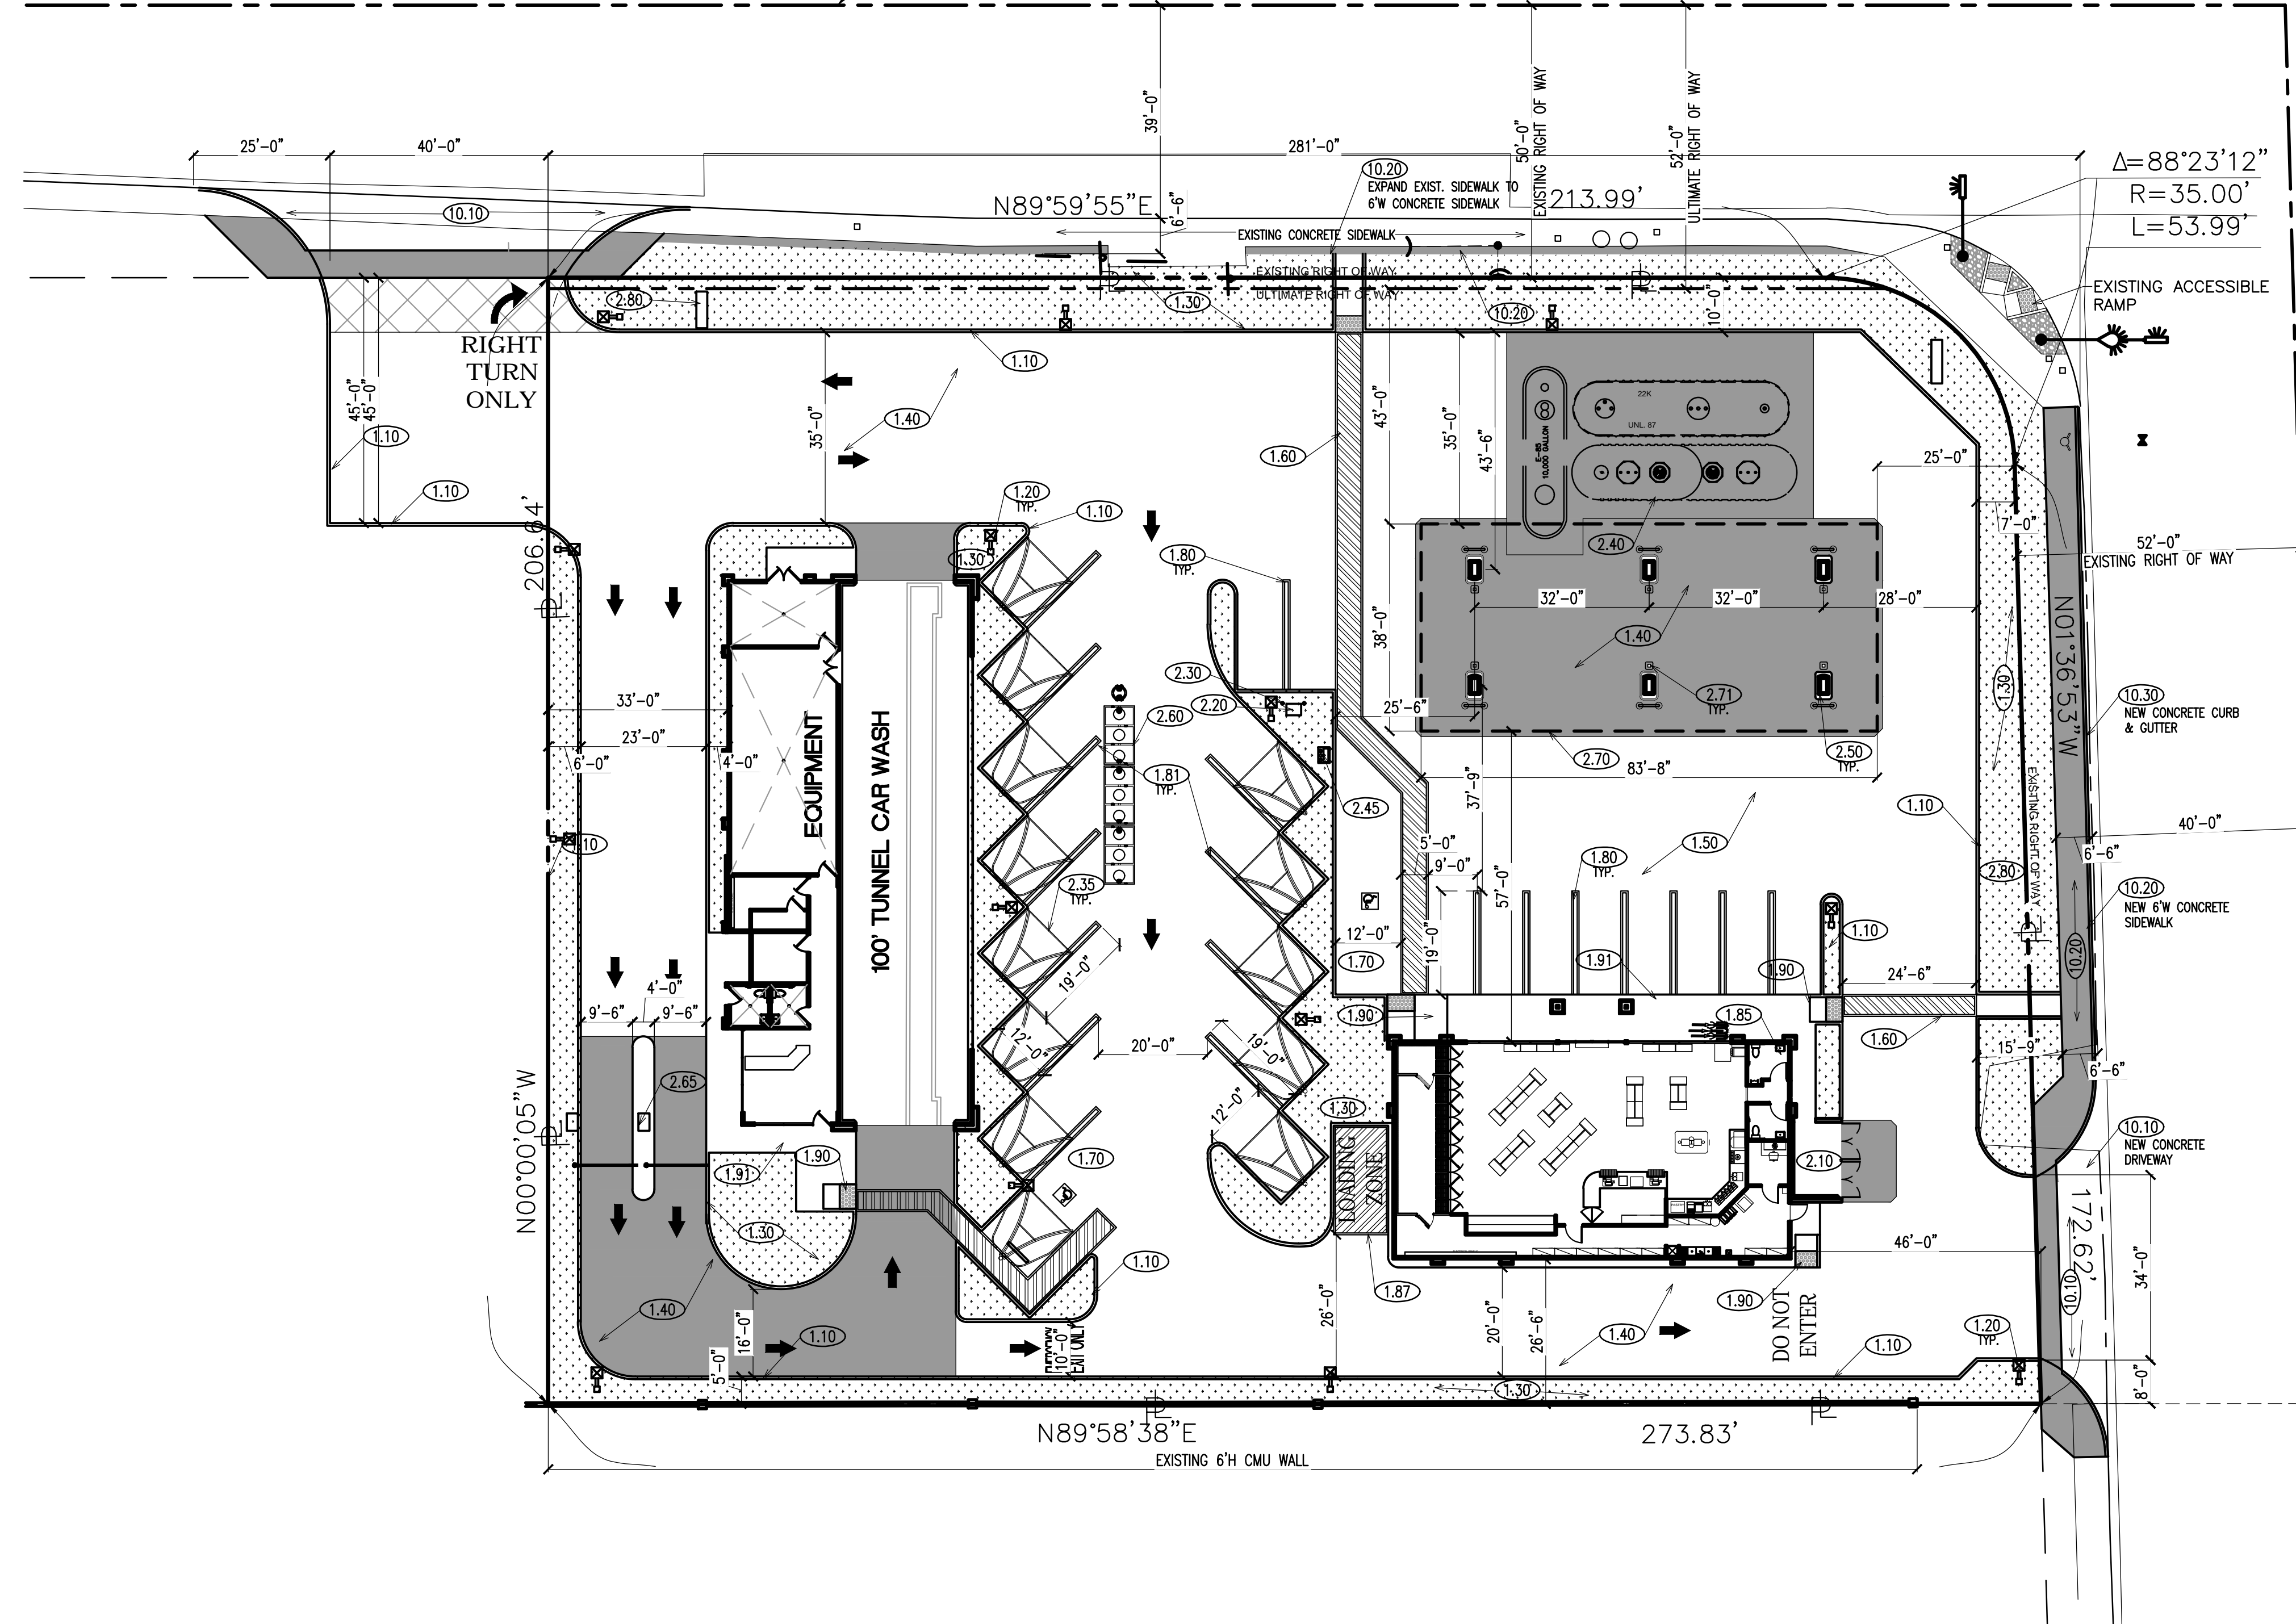 39'-0"
50'-0"
EXISTING RIGHT OF WAY
52'-0"
ULTIMATE RIGHT OF WAY
25'-0"
40'-0"
281'-0"
Δ=88°23'12"
R=35.00'
L=53.99'
10.20
EXPAND EXIST. SIDEWALK TO
6'W CONCRETE SIDEWALK
N89°59'55"E
213.99'
6'-6"
10.10
EXISTING CONCRETE SIDEWALK
EXISTING RIGHT OF WAY
ULTIMATE RIGHT OF WAY
EXISTING ACCESSIBLE
RAMP
2.80
1.30
10.20
10'-0"
RIGHT
TURN
ONLY
1.10
45'-0"
45'-0"
1.10
35'-0"
1.40
1.60
43'-0"
35'-0"
43'-6"
22K
UNL. 87
E-85
10,000 GALLON
25'-0"
1.10
1.20
TYP.
1.10
206.64'
1.30
1.80
TYP.
2.40
7'-0"
52'-0"
EXISTING RIGHT OF WAY
32'-0"
32'-0"
28'-0"
38'-0"
1.40
N01°36'53"W
1.30
2.30
2.20
2.71
TYP.
10.30
NEW CONCRETE CURB
& GUTTER
33'-0"
23'-0"
6'-0"
4'-0"
EQUIPMENT
100' TUNNEL CAR WASH
2.60
1.81
TYP.
25'-6"
2.50
TYP.
2.70
83'-8"
37'-9"
2.45
1.10
EXISTING RIGHT OF WAY
40'-0"
1.10
5'-0"
9'-0"
1.80
TYP.
1.50
57'-0"
6'-6"
2.80
2.35
TYP.
10.20
NEW 6'W CONCRETE
SIDEWALK
12'-0"
19'-0"
1.70
1.91
1.10
1.90
24'-6"
10.20
19'-0"
4'-0"
9'-6"
9'-6"
1.90
1.85
1.60
12'-0"
20'-0"
19'-0"
15'-9"
6'-6"
2.65
12'-0"
1.30
N00°00'05"W
LOADING
ZONE
10.10
NEW CONCRETE
DRIVEWAY
1.91
1.90
1.70
2.10
1.30
46'-0"
172.62'
34'-0"
1.10
1.87
10.10
1.40
1.90
DO NOT
ENTER
1.10
16'-0"
5'-0"
10'-0"
EXIT ONLY
26'-0"
20'-0"
26'-6"
1.40
1.10
1.20
TYP.
1.30
8'-0"
N89°58'38"E
273.83'
EXISTING 6'H CMU WALL